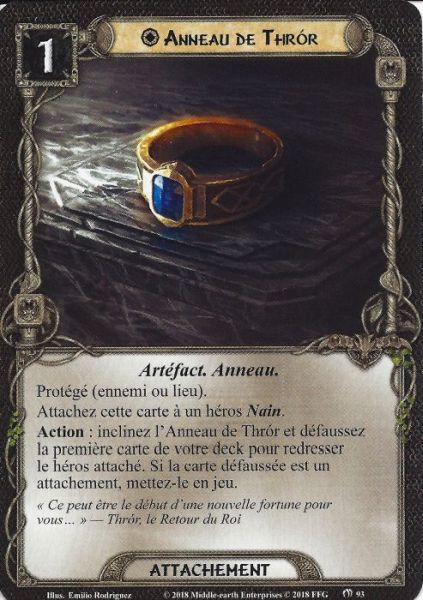 1
ANNEAU DE THRÓR
Artéfact. Anneau.
Protégé (ennemi ou lieu).
Attachez cette carte à un héros Nain.
Action : inclinez l’Anneau de Thrór et défaussez
la première carte de votre deck pour redresser
le héros attaché. Si la carte défaussée est un
attachement, mettez-le en jeu.
« Ce peut être le début d’une nouvelle fortune pour
vous… » — Thrór, le Retour du Roi
ATTACHEMENT
Illus. Emilio Rodriguez © 2018 Middle-earth Enterprises © 2018 FFG 93